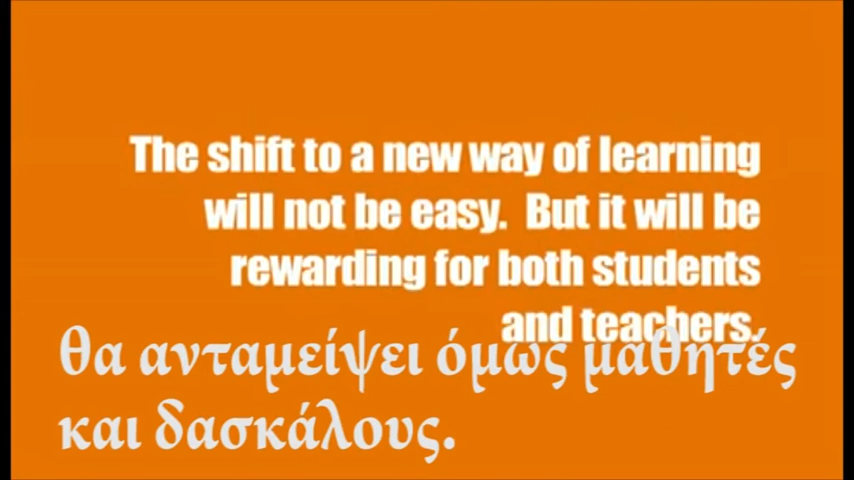 The shift to a new way of learning
will not be easy. But it will be
rewarding for both students
and teachers.
θα ανταμείψει όμως μαθητές
και δασκάλους.